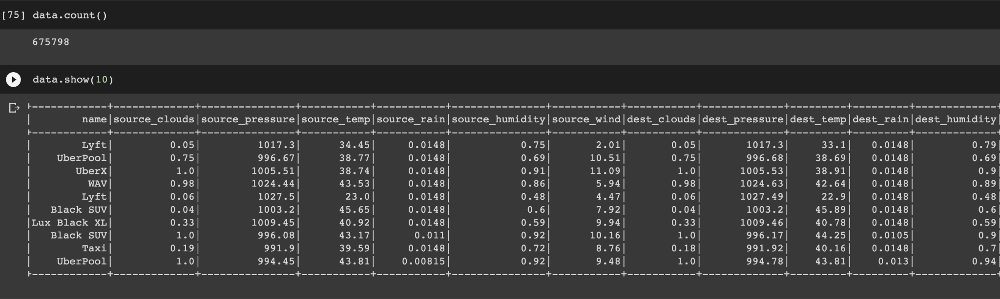 [75] data.count()
675798
data.show(10)
+------------+-------------+---------------+-----------+-----------+---------------+-----------+-----------+-------------+---------+---------+-------------+
|        name|source_clouds|source_pressure|source_temp|source_rain|source_humidity|source_wind|dest_clouds|dest_pressure|dest_temp|dest_rain|dest_humidity|
+------------+-------------+---------------+-----------+-----------+---------------+-----------+-----------+-------------+---------+---------+-------------+
|        Lyft|         0.05|         1017.3|      34.45|     0.0148|           0.75|       2.01|       0.05|       1017.3|     33.1|   0.0148|         0.79|
|    UberPool|         0.75|         996.67|      38.77|     0.0148|           0.69|      10.51|       0.75|       996.68|    38.69|   0.0148|         0.69|
|       UberX|          1.0|        1005.51|      38.74|     0.0148|           0.91|      11.09|        1.0|      1005.53|    38.91|   0.0148|          0.9|
|         WAV|         0.98|        1024.44|      43.53|     0.0148|           0.86|       5.94|       0.98|      1024.63|    42.64|   0.0148|         0.89|
|        Lyft|         0.06|         1027.5|       23.0|     0.0148|           0.48|       4.47|       0.06|      1027.49|     22.9|   0.0148|         0.48|
|   Black SUV|         0.04|         1003.2|      45.65|     0.0148|            0.6|       7.92|       0.04|       1003.2|    45.89|   0.0148|          0.6|
|Lux Black XL|         0.33|        1009.45|      40.92|     0.0148|           0.59|       9.94|       0.33|      1009.46|    40.78|   0.0148|         0.59|
|   Black SUV|          1.0|         996.08|      43.17|      0.011|           0.92|      10.16|        1.0|       996.17|    44.25|   0.0105|          0.9|
|        Taxi|         0.19|          991.9|      39.59|     0.0148|           0.72|       8.76|       0.18|       991.92|    40.16|   0.0148|          0.7|
|    UberPool|          1.0|         994.45|      43.81|    0.00815|           0.92|       9.48|        1.0|       994.78|    43.81|    0.013|         0.94|
+------------+-------------+---------------+-----------+-----------+---------------+-----------+-----------+-------------+---------+---------+-------------+